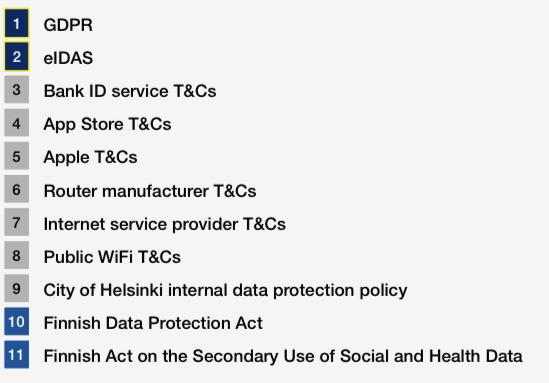 1 GDPR
2 eIDAS
3 Bank ID service T&Cs
4 App Store T&Cs
5 Apple T&Cs
6 Router manufacturer T&Cs
7 Internet service provider T&Cs
8 Public WiFi T&Cs
9 City of Helsinki internal data protection policy
10 Finnish Data Protection Act
11 Finnish Act on the Secondary Use of Social and Health Data